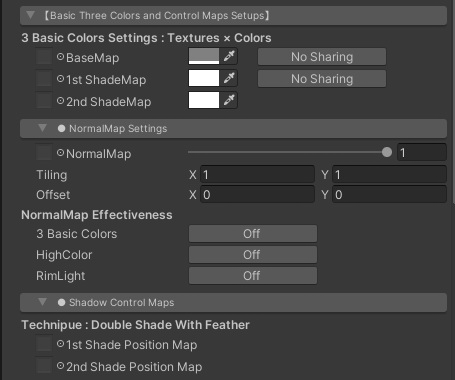 【Basic Three Colors and Control Maps Setups】
3 Basic Colors Settings : Textures × Colors
BaseMap No Sharing
1st ShadeMap No Sharing
2nd ShadeMap
NormalMap Settings
NormalMap 1
Tiling X 1 Y 1
Offset X 0 Y 0
NormalMap Effectiveness
3 Basic Colors Off
HighColor Off
RimLight Off
Shadow Control Maps
Technipue : Double Shade With Feather
1st Shade Position Map
2nd Shade Position Map